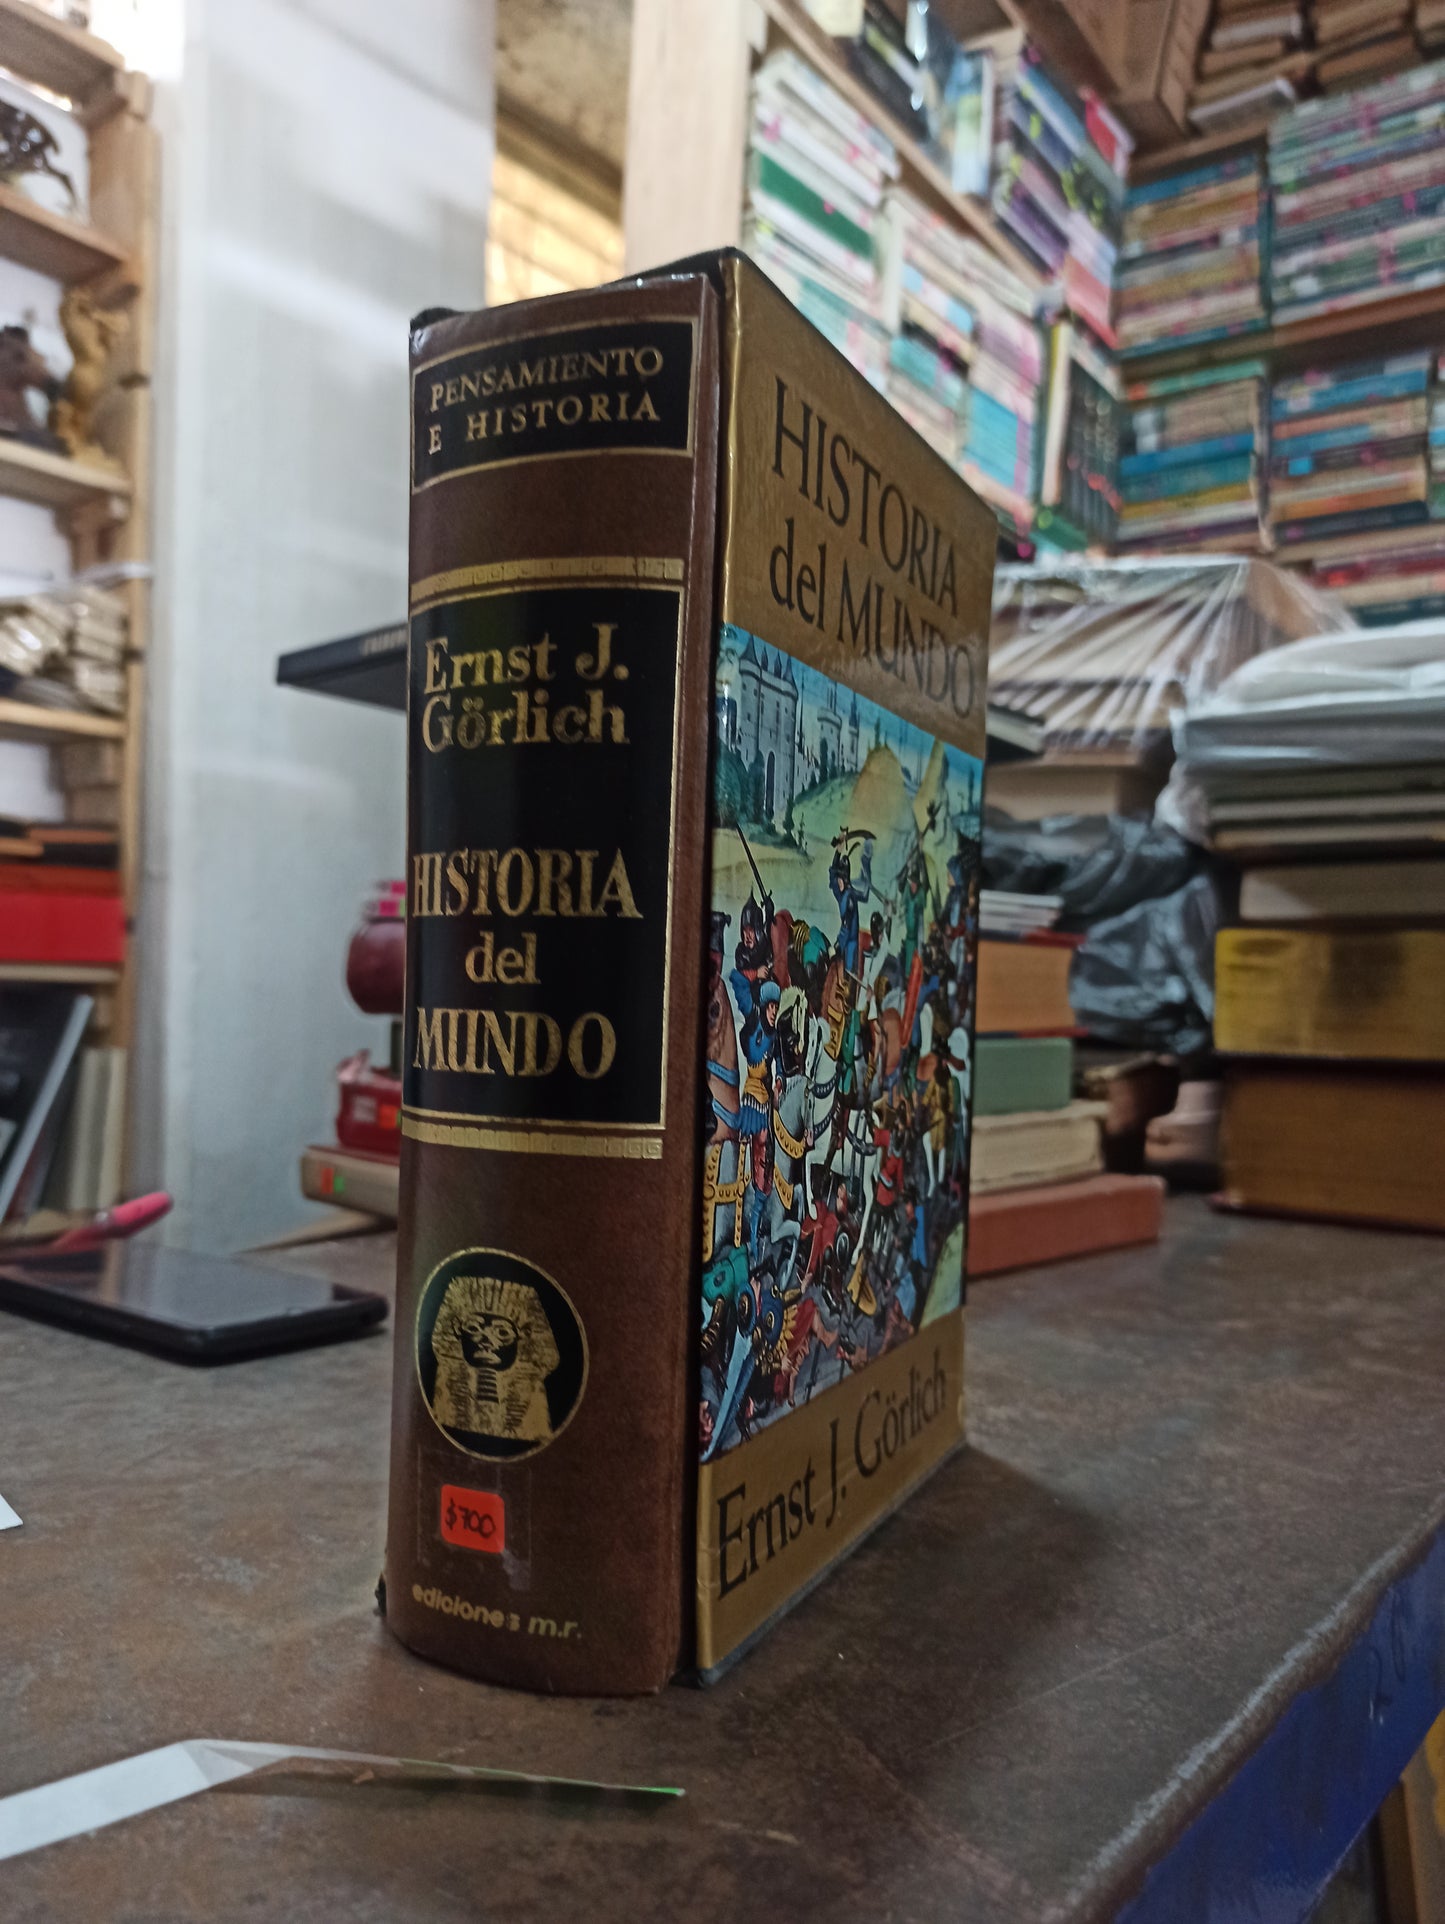 PENSAMIENTO
E HISTORIA
Ernst J.
Görlich
HISTORIA
del
MUNDO
$700
ediciones m.r.
HISTORIA
del MUNDO
Ernst J. Görlich